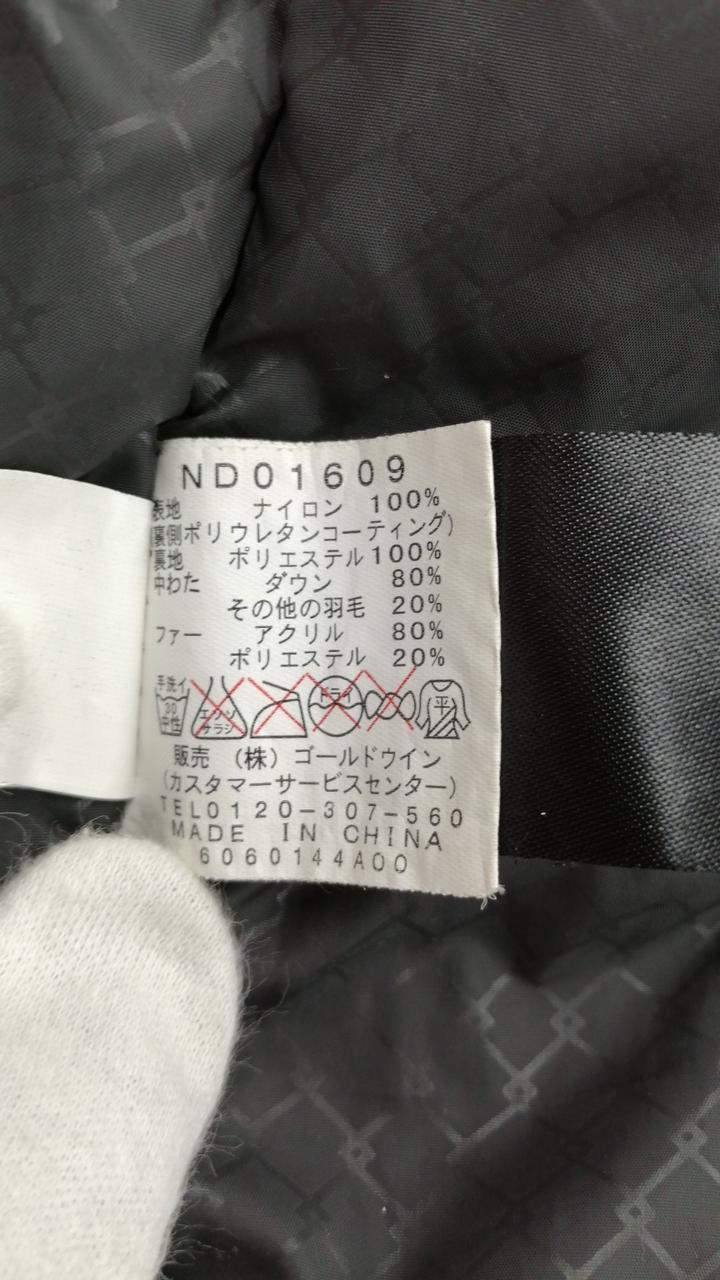 ND01609
表地 ナイロン 100%
(裏側ポリウレタンコーティング)
裏地 ポリエステル 100%
中わた ダウン 80%
その他の羽毛 20%
ファー アクリル 80%
ポリエステル 20%
手洗イ 30 中性 エンソ サラシ ドライ 平
販売 (株) ゴールドウイン
(カスタマーサービスセンター)
TEL0120-307-560
MADE IN CHINA
6060144A00